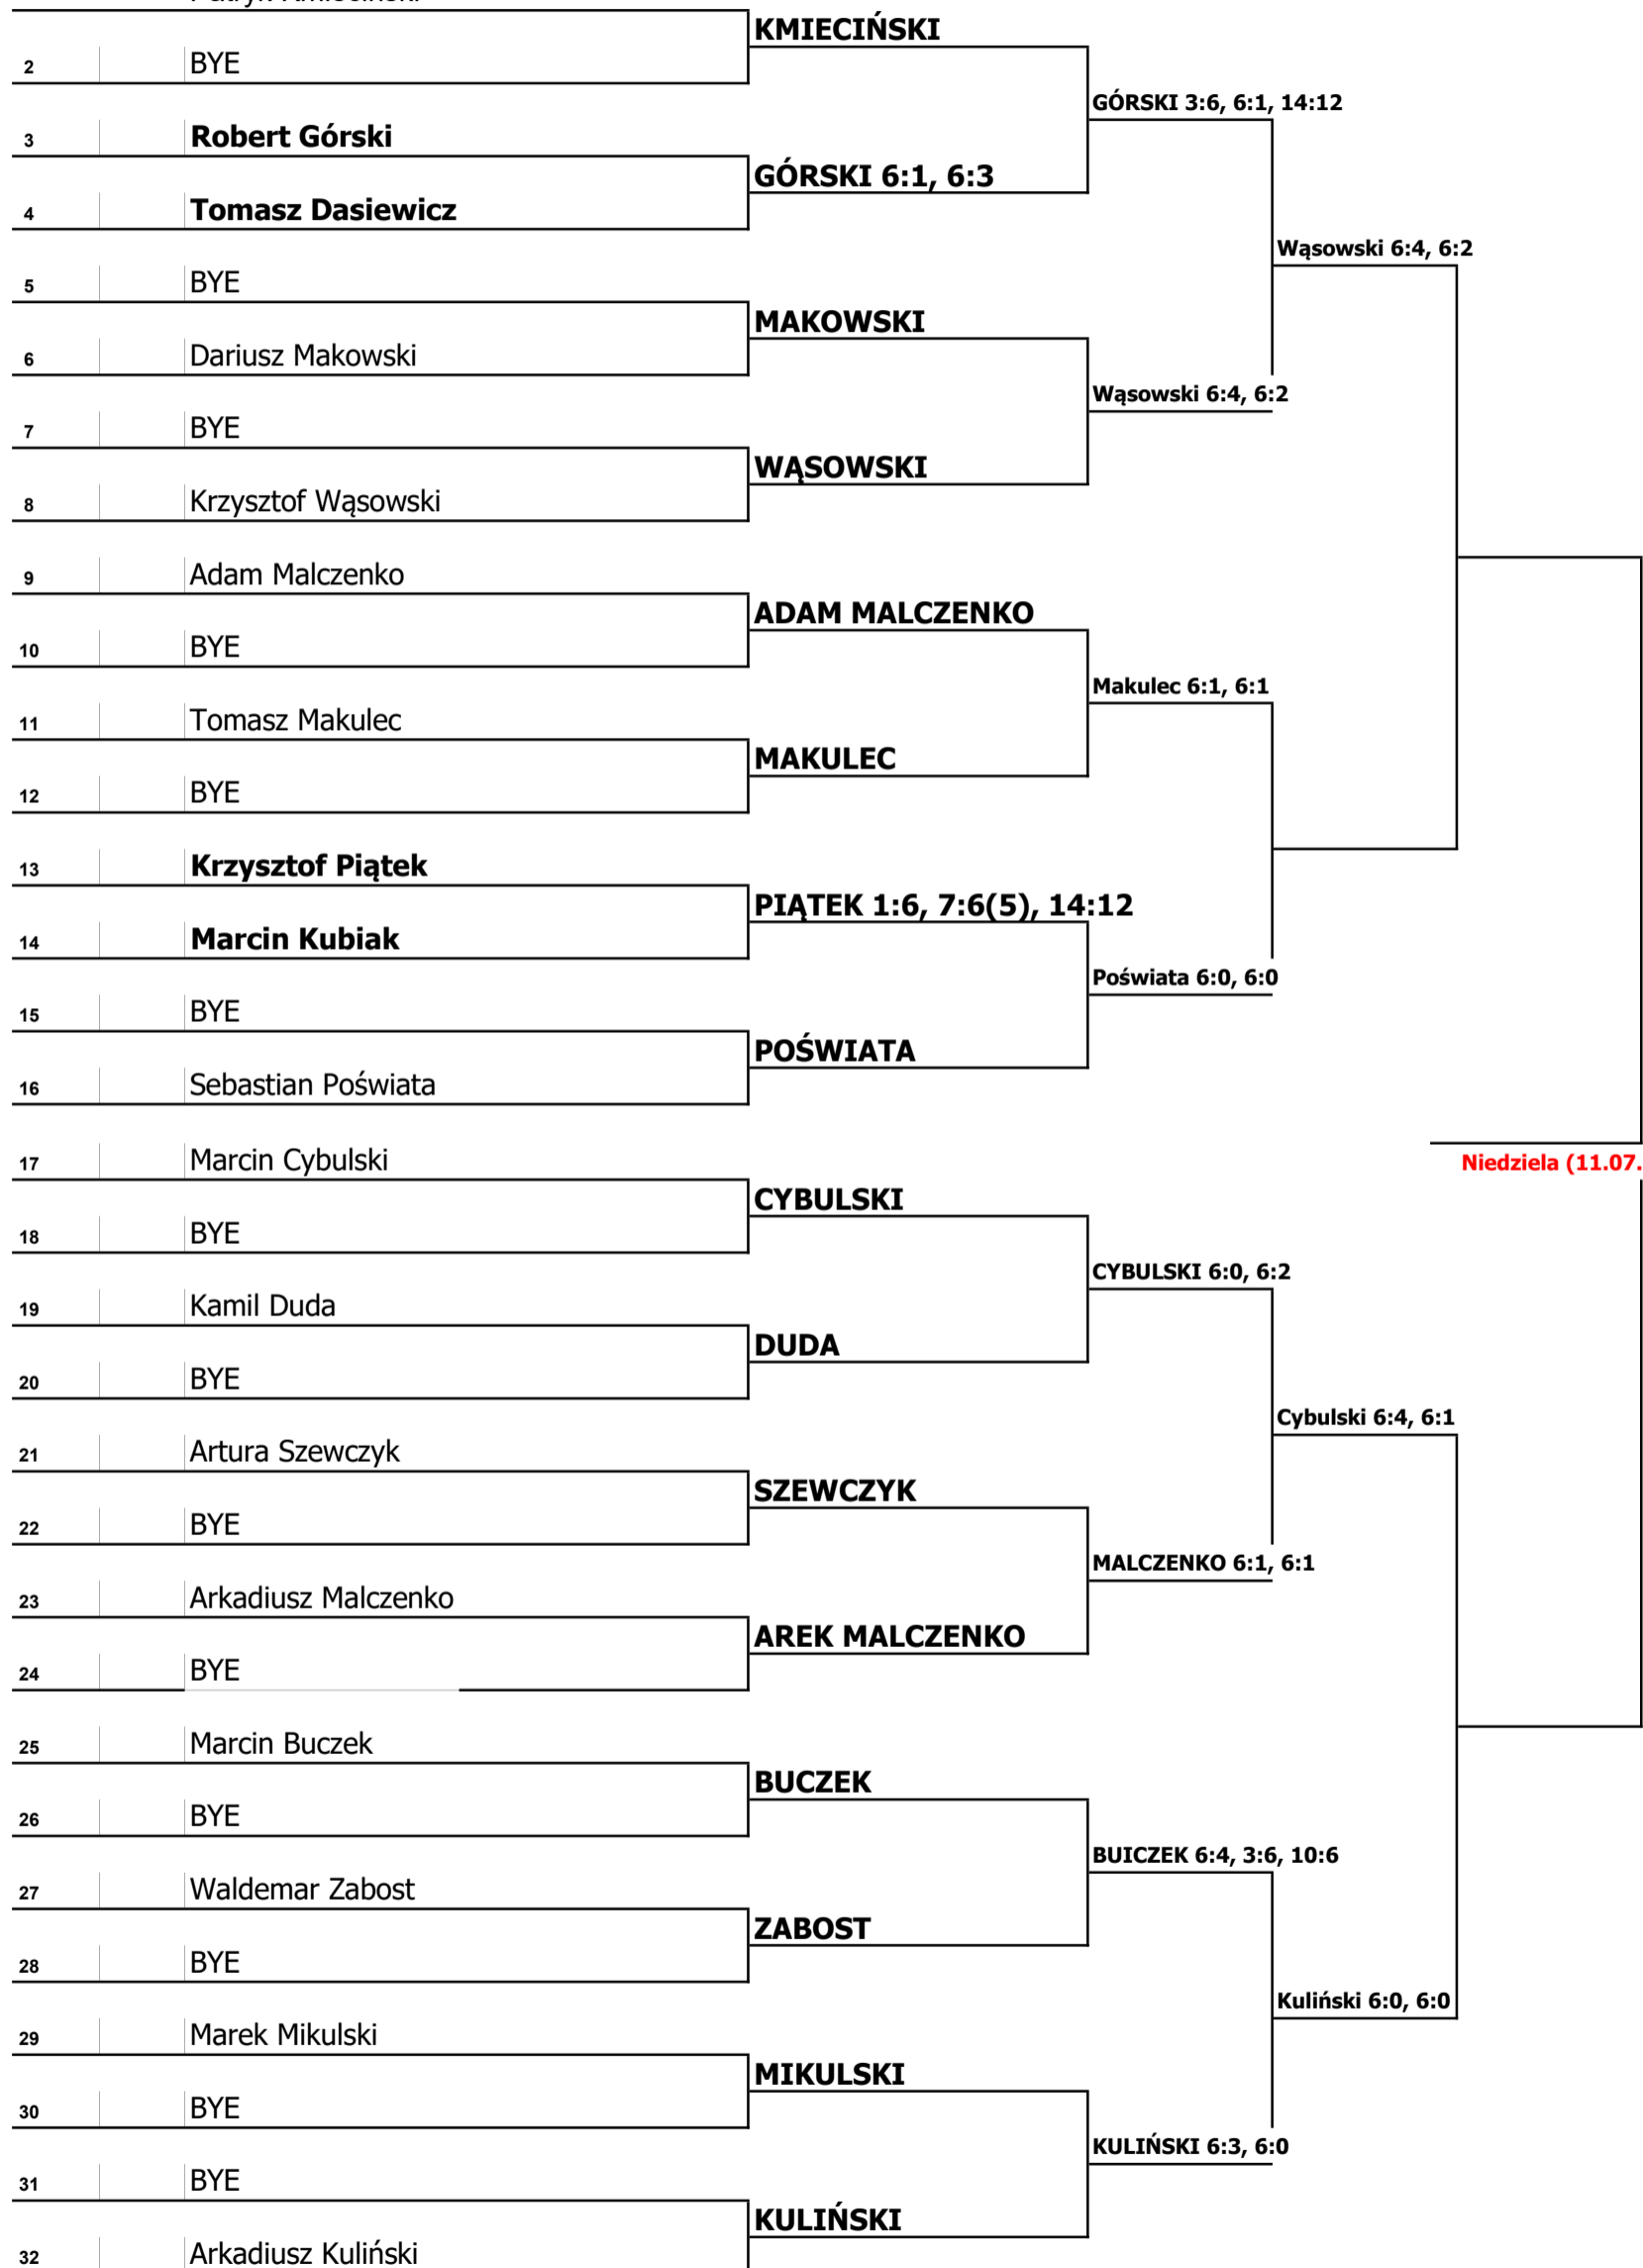 KMIECIŃSKI
2 BYE
GÓRSKI 3:6, 6:1, 14:12
3 Robert Górski
GÓRSKI 6:1, 6:3
4 Tomasz Dasiewicz
Wąsowski 6:4, 6:2
5 BYE
MAKOWSKI
6 Dariusz Makowski
Wąsowski 6:4, 6:2
7 BYE
WĄSOWSKI
8 Krzysztof Wąsowski
9 Adam Malczenko
ADAM MALCZENKO
10 BYE
Makulec 6:1, 6:1
11 Tomasz Makulec
MAKULEC
12 BYE
13 Krzysztof Piątek
PIĄTEK 1:6, 7:6(5), 14:12
14 Marcin Kubiak
Poświata 6:0, 6:0
15 BYE
POŚWIATA
16 Sebastian Poświata
17 Marcin Cybulski
Niedziela (11.07.
CYBULSKI
18 BYE
CYBULSKI 6:0, 6:2
19 Kamil Duda
DUDA
20 BYE
Cybulski 6:4, 6:1
21 Artura Szewczyk
SZEWCZYK
22 BYE
MALCZENKO 6:1, 6:1
23 Arkadiusz Malczenko
AREK MALCZENKO
24 BYE
25 Marcin Buczek
BUCZEK
26 BYE
BUICZEK 6:4, 3:6, 10:6
27 Waldemar Zabost
ZABOST
28 BYE
Kuliński 6:0, 6:0
29 Marek Mikulski
MIKULSKI
30 BYE
KULIŃSKI 6:3, 6:0
31 BYE
KULIŃSKI
32 Arkadiusz Kuliński